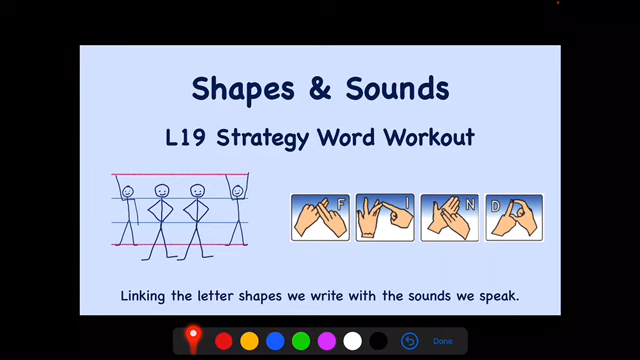 Shapes & Sounds
L19 Strategy Word Workout
F I N D
Linking the letter shapes we write with the sounds we speak.
Done